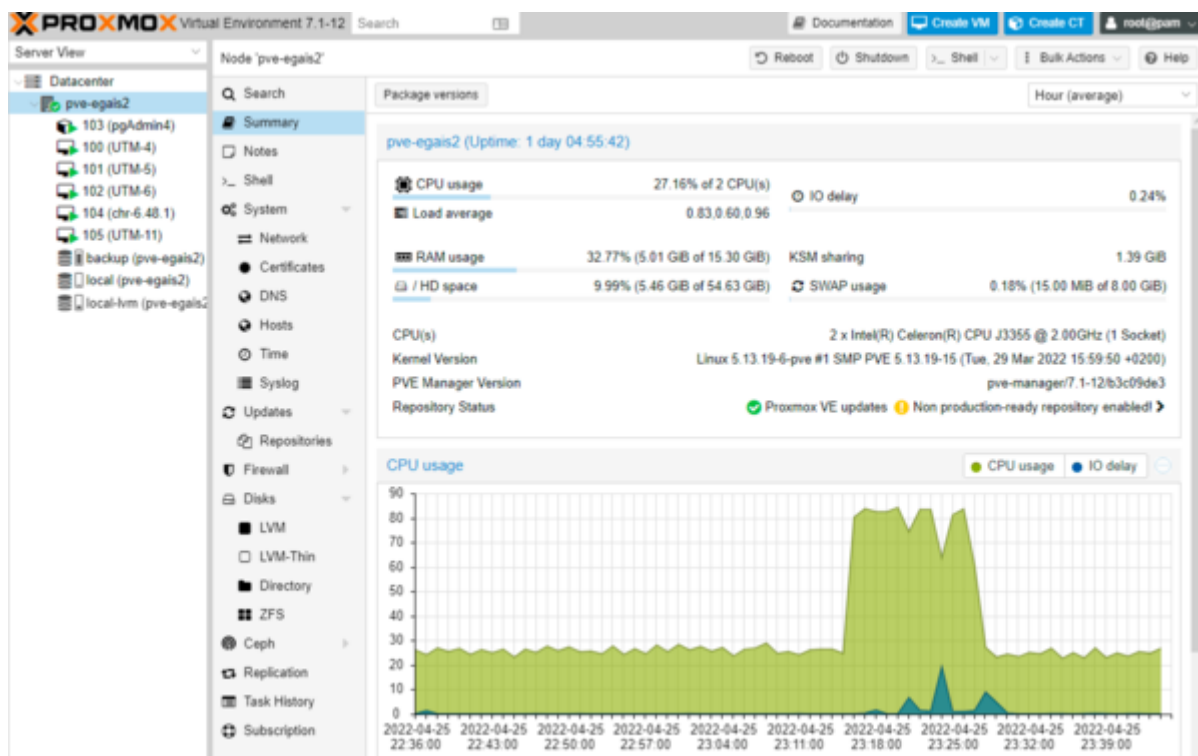 PROXMOX Virtual Environment 7.1-12 Search Documentation Create VM Create CT root@pam
Server View
Datacenter
pve-egais2
103 (pgAdmin4)
100 (UTM-4)
101 (UTM-5)
102 (UTM-6)
104 (chr-6.48.1)
105 (UTM-11)
backup (pve-egais2)
local (pve-egais2)
local-lvm (pve-egais2
Node 'pve-egais2' Reboot Shutdown >_ Shell Bulk Actions Help
Search
Summary
Notes
>_ Shell
System
Network
Certificates
DNS
Hosts
Time
Syslog
Updates
Repositories
Firewall
Disks
LVM
LVM-Thin
Directory
ZFS
Ceph
Replication
Task History
Subscription
Package versions Hour (average)
pve-egais2 (Uptime: 1 day 04:55:42)
CPU usage 27.16% of 2 CPU(s) IO delay 0.24%
Load average 0.83,0.60,0.96
RAM usage 32.77% (5.01 GiB of 15.30 GiB) KSM sharing 1.39 GiB
/ HD space 9.99% (5.46 GiB of 54.63 GiB) SWAP usage 0.18% (15.00 MiB of 8.00 GiB)
CPU(s) 2 x Intel(R) Celeron(R) CPU J3355 @ 2.00GHz (1 Socket)
Kernel Version Linux 5.13.19-6-pve #1 SMP PVE 5.13.19-15 (Tue, 29 Mar 2022 15:59:50 +0200)
PVE Manager Version pve-manager/7.1-12/b3c09de3
Repository Status Proxmox VE updates Non production-ready repository enabled!
CPU usage CPU usage IO delay
90
80
70
60
50
40
30
20
10
0
2022-04-25 2022-04-25 2022-04-25 2022-04-25 2022-04-25 2022-04-25 2022-04-25 2022-04-25 2022-04-25 2022-04-25
22:36:00 22:43:00 22:50:00 22:57:00 23:04:00 23:11:00 23:18:00 23:25:00 23:32:00 23:39:00